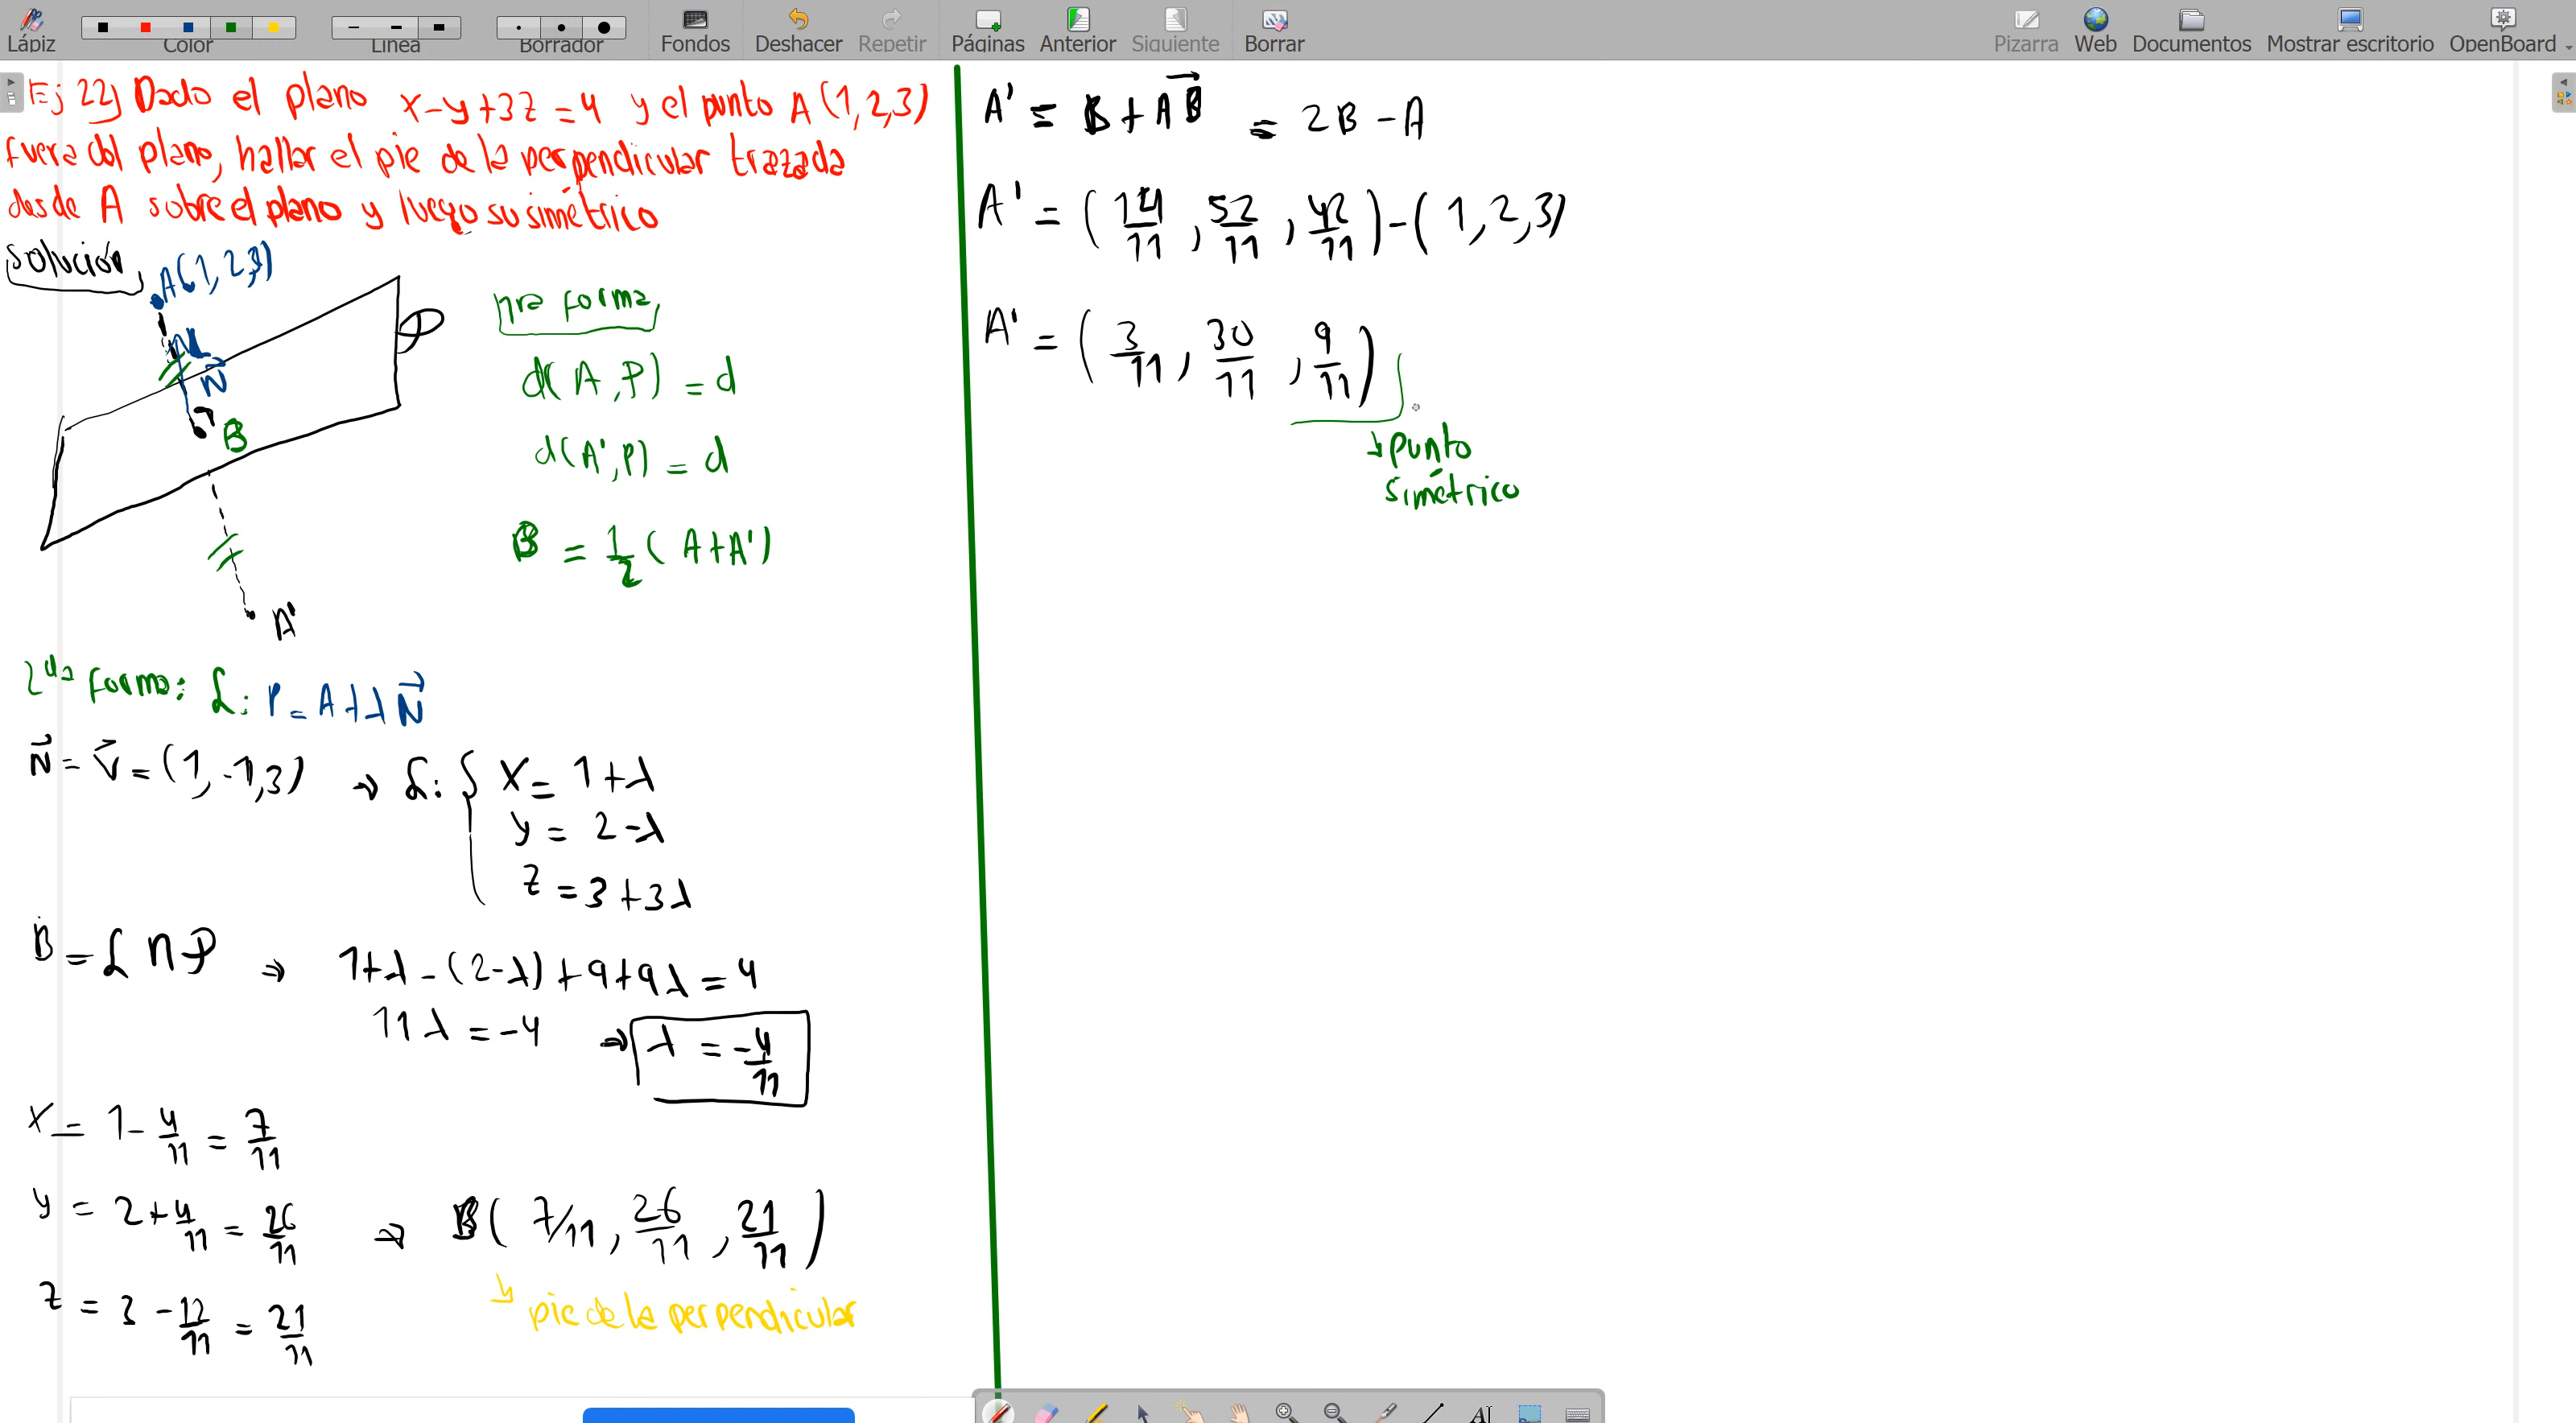 Lápiz Color Línea Borrador Fondos Deshacer Repetir Páginas Anterior Siguiente Borrar Pizarra Web Documentos Mostrar escritorio OpenBoard
Ej 22) Dado el plano x-y+3z=4 y el punto A(1,2,3)
fuera del plano, hallar el pie de la perpendicular trazada
desde A sobre el plano y luego su simétrico
Solución
A(1,2,3)
P
N⃗
B
A'
1ra forma
d(A,P) = d
d(A',P) = d
B = 1/2 (A+A')
2da forma: L: P = A+λN⃗
N⃗ = V⃗ = (1,-1,3) → L: { x = 1+λ
y = 2-λ
z = 3+3λ
B = L ∩ P ⇒ 1+λ-(2-λ)+9+9λ = 4
11λ = -4 ⇒ λ = -4/11
x = 1-4/11 = 7/11
y = 2+4/11 = 26/11 → B(7/11, 26/11, 21/11)
z = 3-12/11 = 21/11
↘ pie de la perpendicular
A' = B+AB⃗ = 2B-A
A' = (14/11, 52/11, 42/11)-(1,2,3)
A' = (3/11, 30/11, 9/11)
↘ punto
simétrico